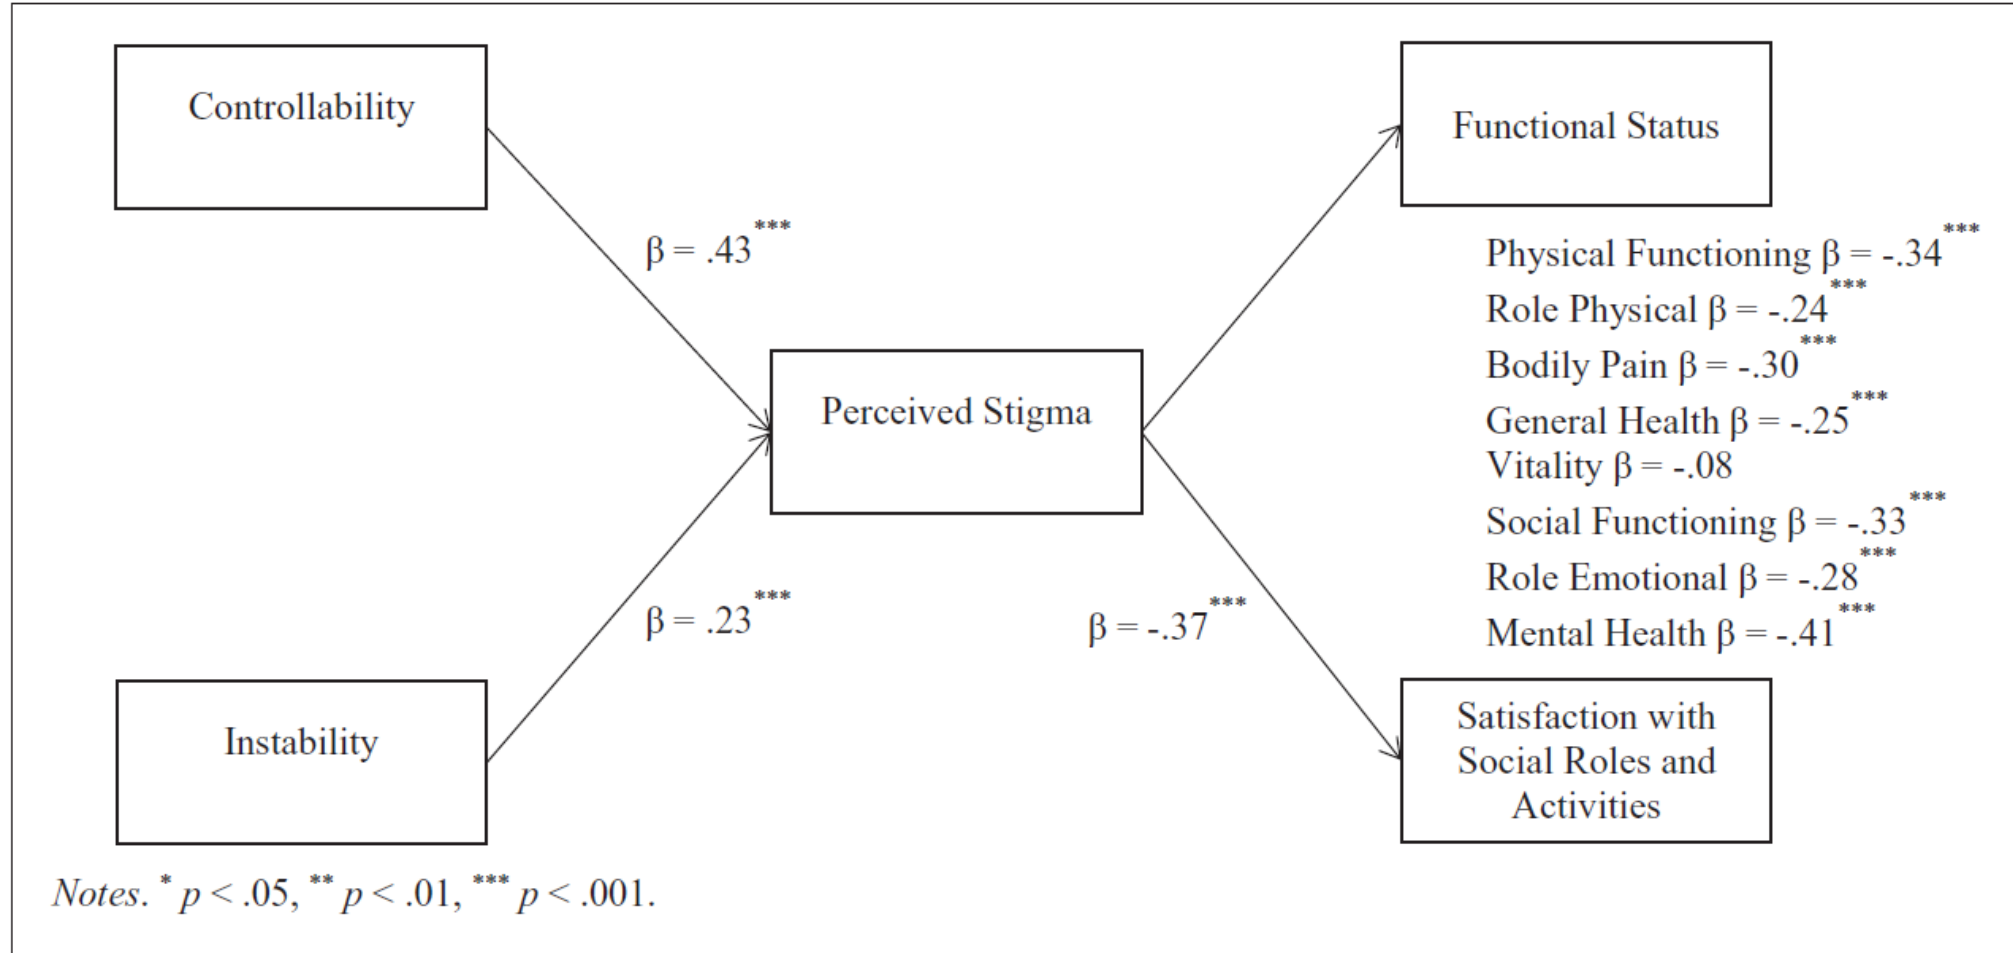 Controllability
Functional Status
β = .43***
Physical Functioning β = -.34***
Role Physical β = -.24***
Bodily Pain β = -.30***
General Health β = -.25***
Vitality β = -.08
Social Functioning β = -.33***
Role Emotional β = -.28***
Mental Health β = -.41***
Perceived Stigma
β = .23***
β = -.37***
Instability
Satisfaction with
Social Roles and
Activities
Notes. * p < .05, ** p < .01, *** p < .001.